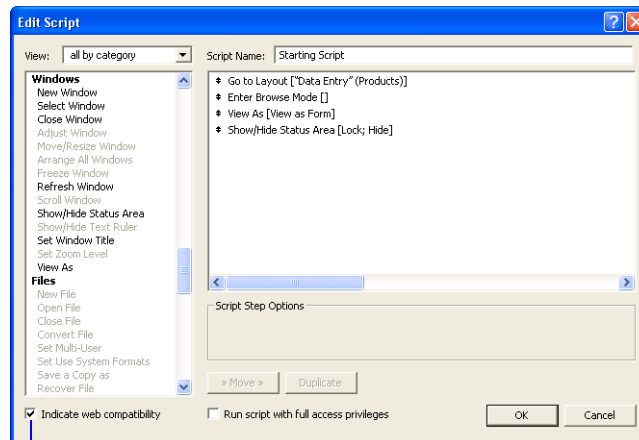 Edit Script
View: all by category
Script Name: Starting Script
Windows
New Window
Select Window
Close Window
Adjust Window
Move/Resize Window
Arrange All Windows
Freeze Window
Refresh Window
Scroll Window
Show/Hide Status Area
Show/Hide Text Ruler
Set Window Title
Set Zoom Level
View As
Files
New File
Open File
Close File
Convert File
Set Multi-User
Set Use System Formats
Save a Copy as
Recover File
Go to Layout ["Data Entry" (Products)]
Enter Browse Mode []
View As [View as Form]
Show/Hide Status Area [Lock; Hide]
Script Step Options
» Move »
Duplicate
Indicate web compatibility
Run script with full access privileges
OK
Cancel